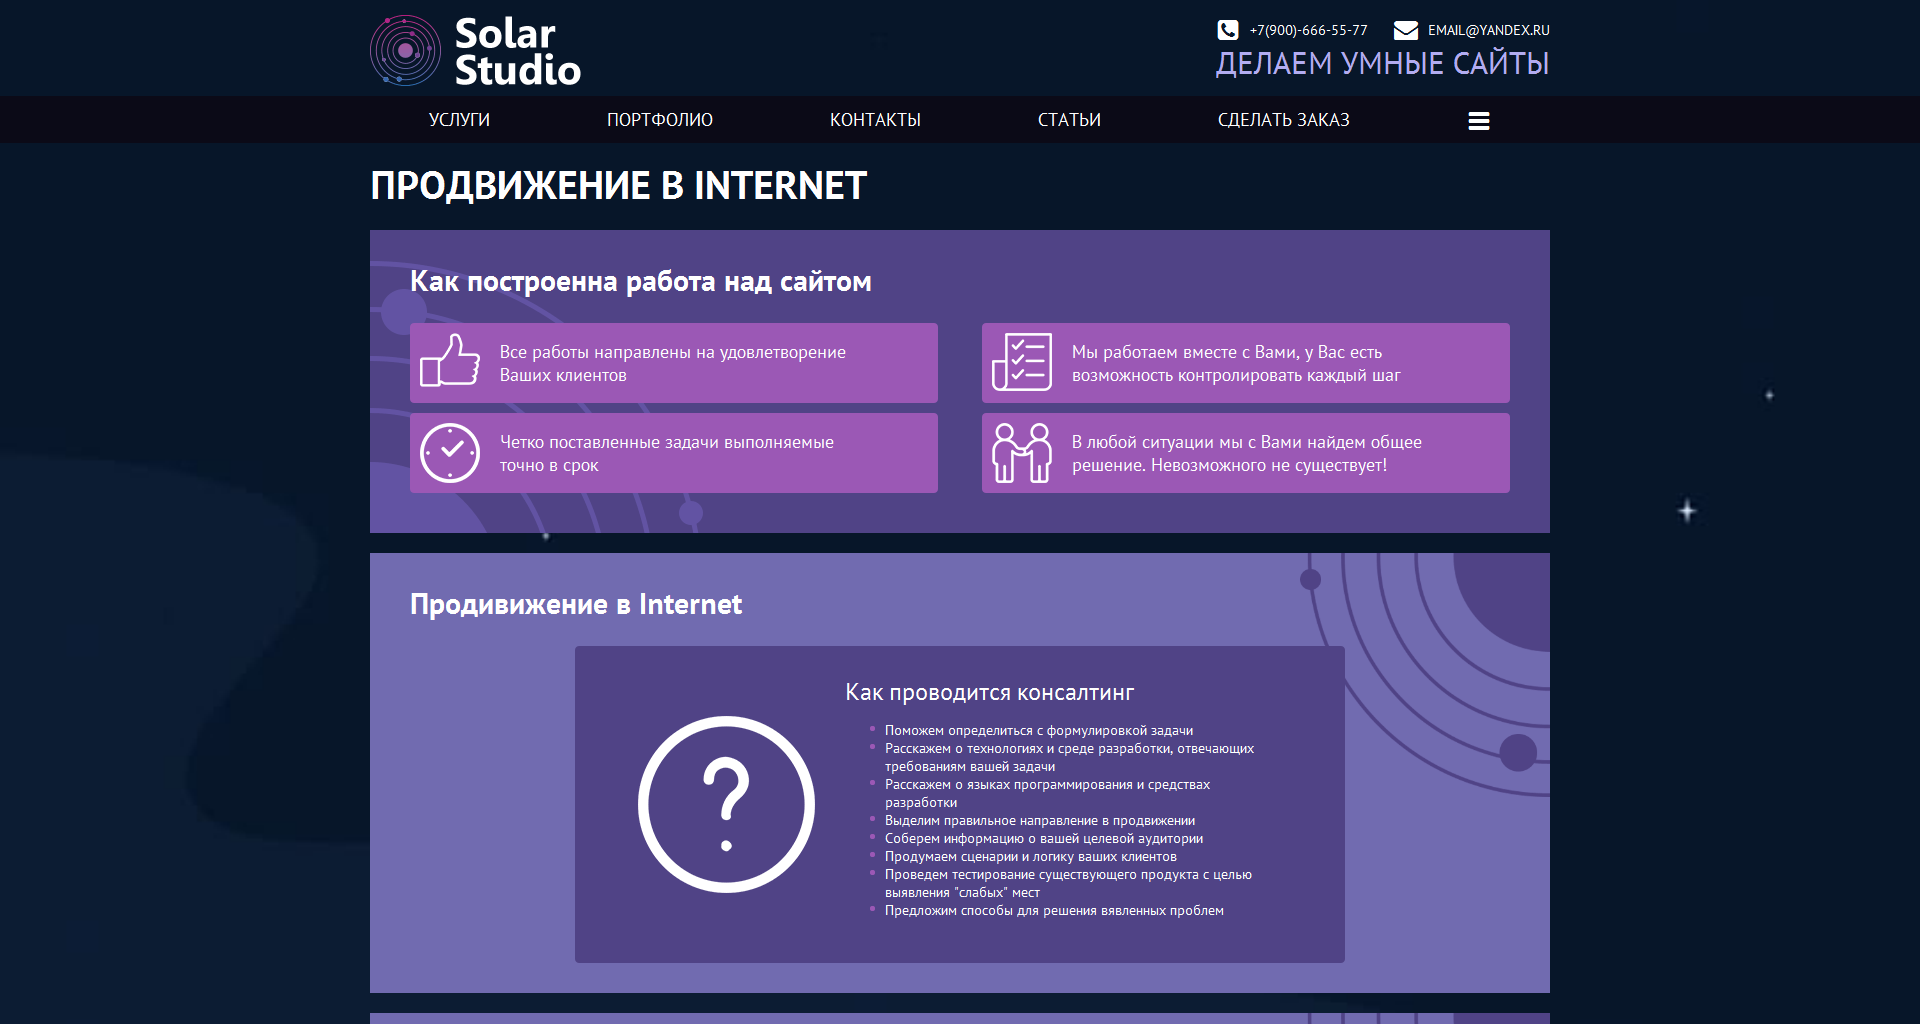 Solar
Studio
+7(900)-666-55-77
EMAIL@YANDEX.RU
ДЕЛАЕМ УМНЫЕ САЙТЫ
УСЛУГИ
ПОРТФОЛИО
КОНТАКТЫ
СТАТЬИ
СДЕЛАТЬ ЗАКАЗ
ПРОДВИЖЕНИЕ В INTERNET
Как построенна работа над сайтом
Все работы направлены на удовлетворение
Ваших клиентов
Мы работаем вместе с Вами, у Вас есть
возможность контролировать каждый шаг
Четко поставленные задачи выполняемые
точно в срок
В любой ситуации мы с Вами найдем общее
решение. Невозможного не существует!
Продивижение в Internet
Как проводится консалтинг
Поможем определиться с формулировкой задачи
Расскажем о технологиях и среде разработки, отвечающих
требованиям вашей задачи
Расскажем о языках программирования и средствах
разработки
Выделим правильное направление в продвижении
Соберем информацию о вашей целевой аудитории
Продумаем сценарии и логику ваших клиентов
Проведем тестирование существующего продукта с целью
выявления "слабых" мест
Предложим способы для решения вявленных проблем